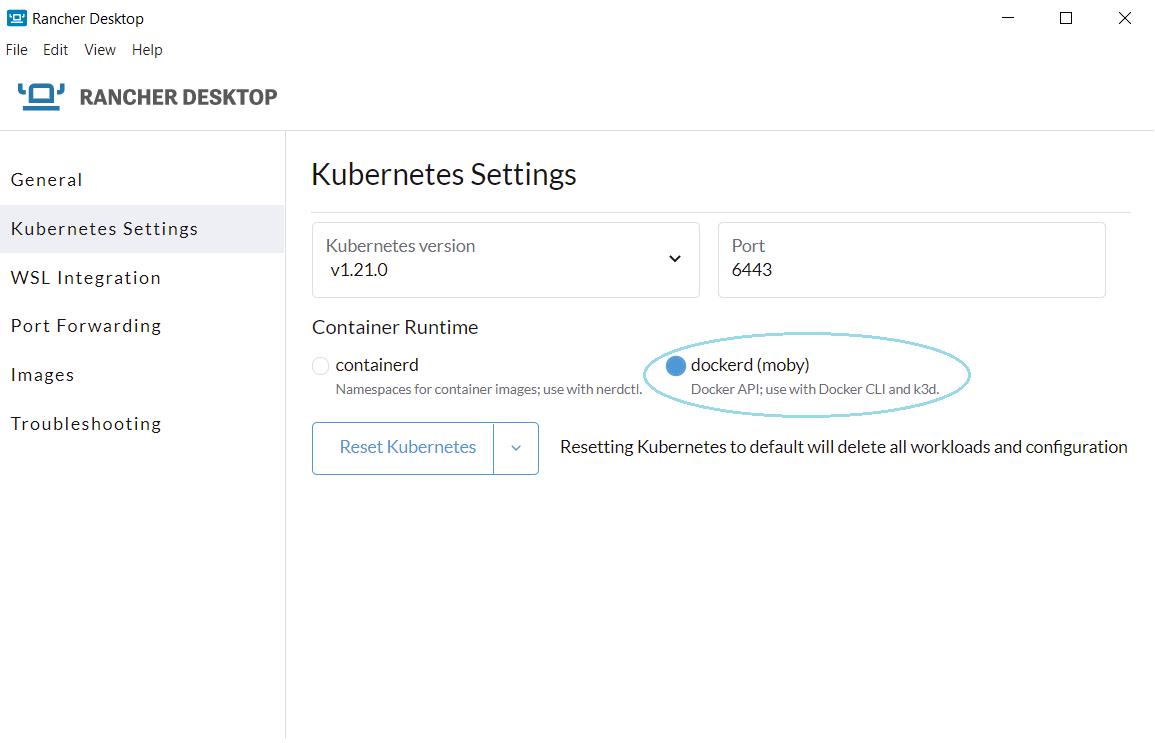 Rancher Desktop
File Edit View Help
RANCHER DESKTOP
General
Kubernetes Settings
WSL Integration
Port Forwarding
Images
Troubleshooting
Kubernetes Settings
Kubernetes version
v1.21.0
Port
6443
Container Runtime
containerd
Namespaces for container images; use with nerdctl.
dockerd (moby)
Docker API; use with Docker CLI and k3d.
Reset Kubernetes
Resetting Kubernetes to default will delete all workloads and configuration